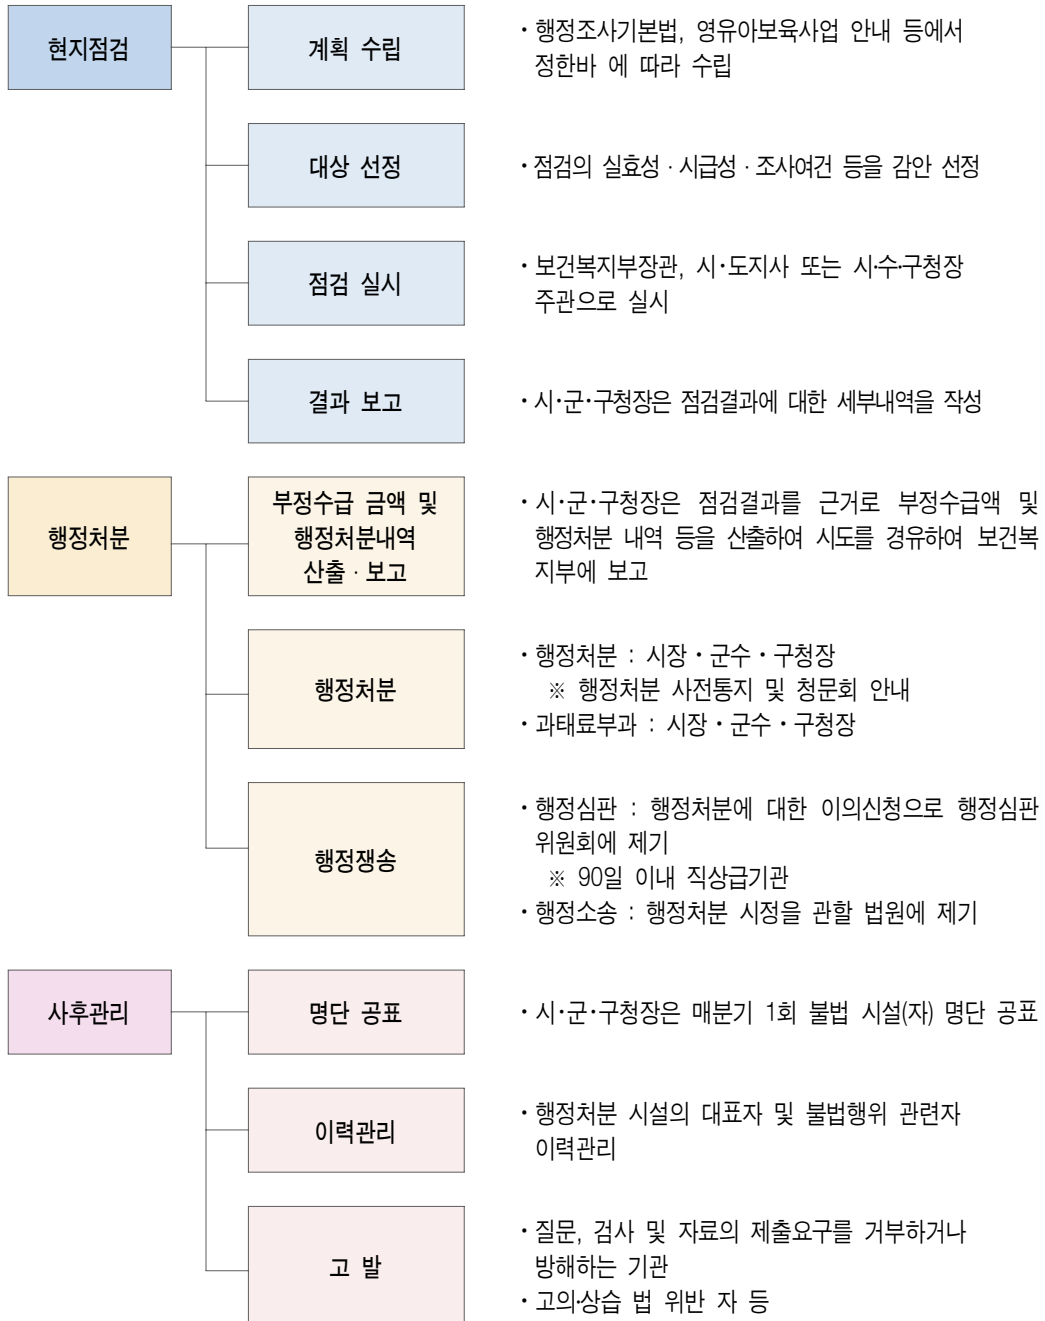 현지점검
계획 수립
・행정조사기본법, 영유아보육사업 안내 등에서
정한바 에 따라 수립
대상 선정
・점검의 실효성·시급성·조사여건 등을 감안 선정
점검 실시
・보건복지부장관, 시·도지사 또는 시·수·구청장
주관으로 실시
결과 보고
・시·군·구청장은 점검결과에 대한 세부내역을 작성
행정처분
부정수급 금액 및
행정처분내역
산출·보고
・시·군·구청장은 점검결과를 근거로 부정수급액 및
행정처분 내역 등을 산출하여 시도를 경유하여 보건복
지부에 보고
행정처분
・행정처분 : 시장・군수・구청장
※ 행정처분 사전통지 및 청문회 안내
・과태료부과 : 시장・군수・구청장
행정쟁송
・행정심판 : 행정처분에 대한 이의신청으로 행정심판
위원회에 제기
※ 90일 이내 직상급기관
・행정소송 : 행정처분 시정을 관할 법원에 제기
사후관리
명단 공표
・시·군·구청장은 매분기 1회 불법 시설(자) 명단 공표
이력관리
・행정처분 시설의 대표자 및 불법행위 관련자
이력관리
고 발
・질문, 검사 및 자료의 제출요구를 거부하거나
방해하는 기관
・고의·상습 법 위반 자 등